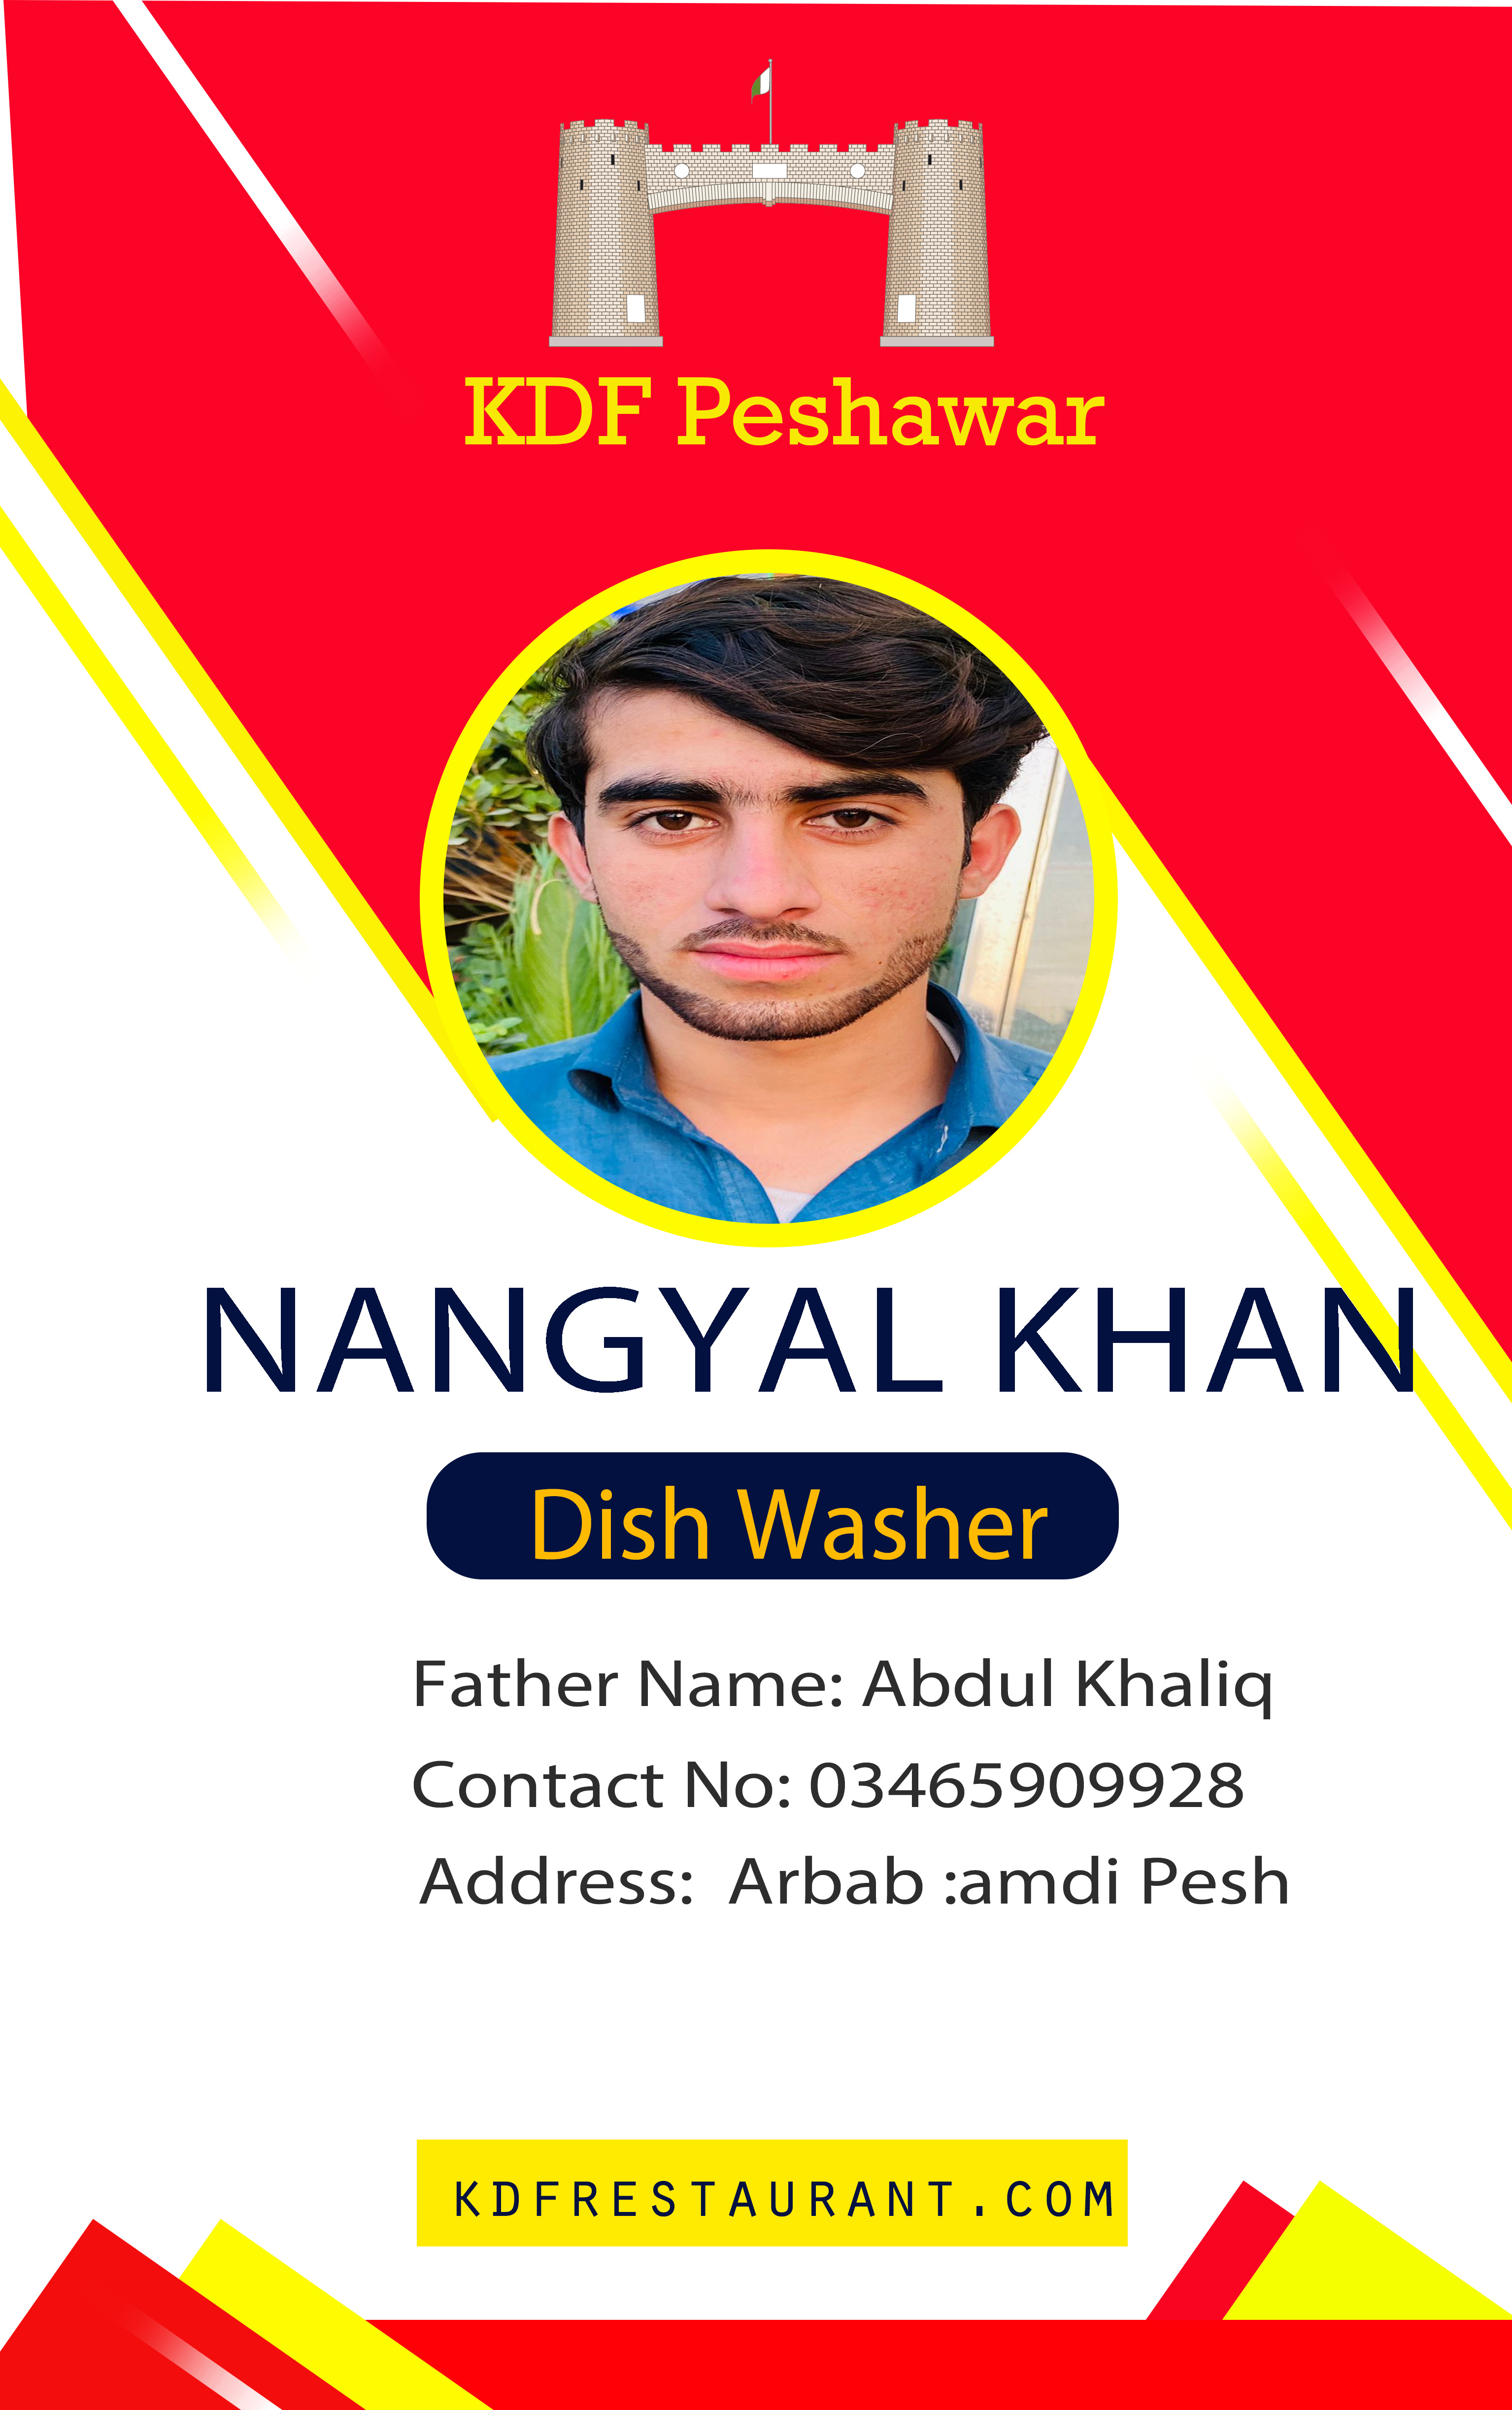 KDF Peshawar
NANGYAL KHAN
Dish Washer
Father Name: Abdul Khaliq
Contact No: 03465909928
Address: Arbab :amdi Pesh
KDFRESTAURANT.COM